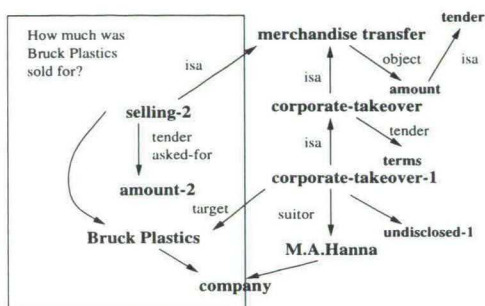 tender
How much was
Bruck Plastics
sold for?
merchandise transfer
isa
object
isa
isa
amount
selling-2
corporate-takeover
tender
asked-for
isa
tender
terms
amount-2
corporate-takeover-1
target
suitor
Bruck Plastics
undisclosed-1
M.A.Hanna
company